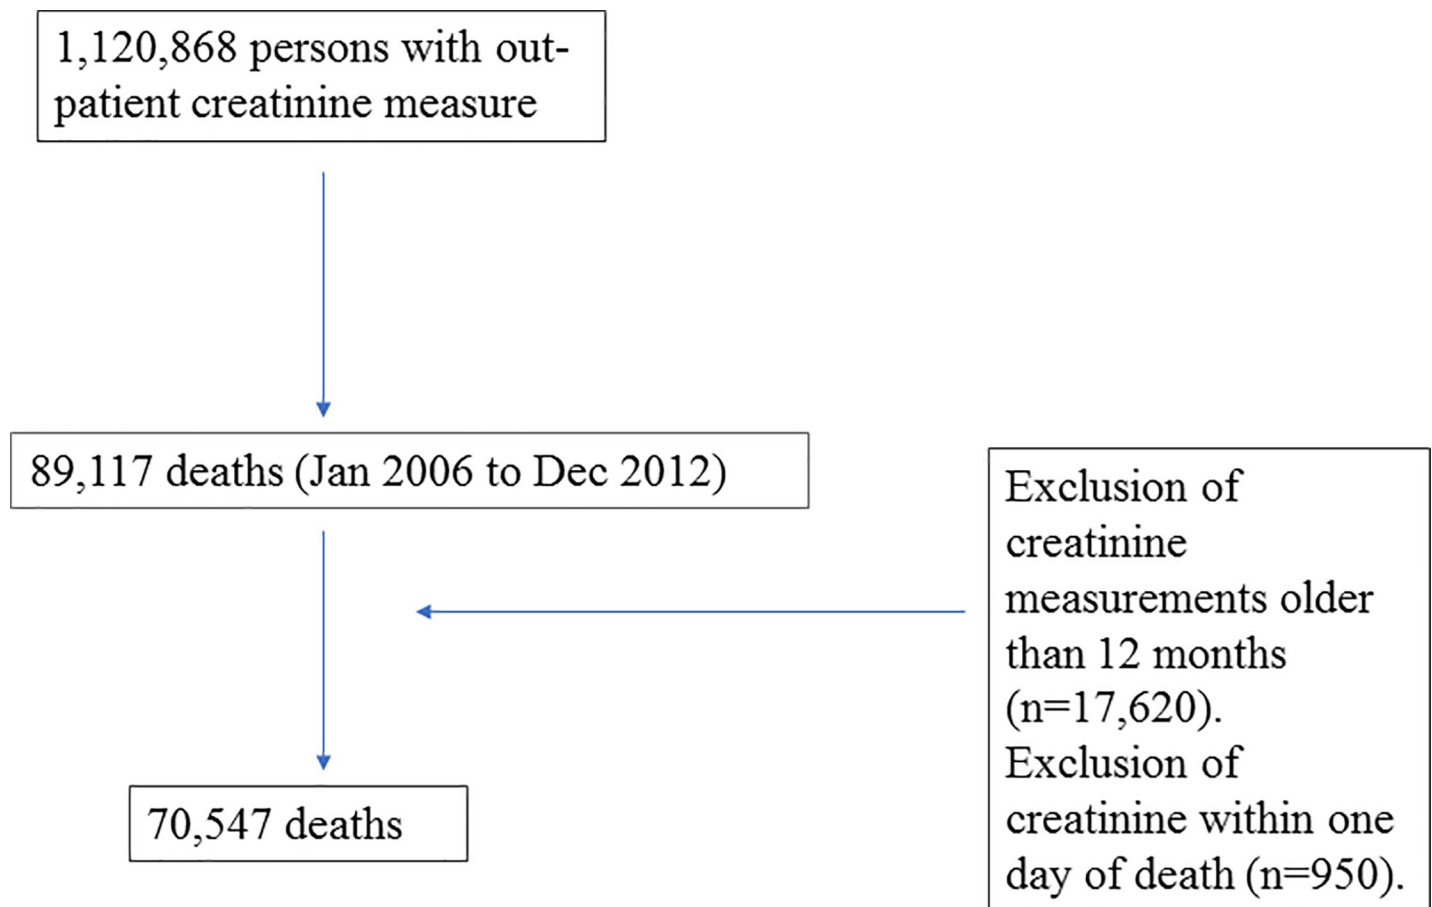 1,120,868 persons with out-
patient creatinine measure
89,117 deaths (Jan 2006 to Dec 2012)
Exclusion of
creatinine
measurements older
than 12 months
(n=17,620).
Exclusion of
creatinine within one
day of death (n=950).
70,547 deaths